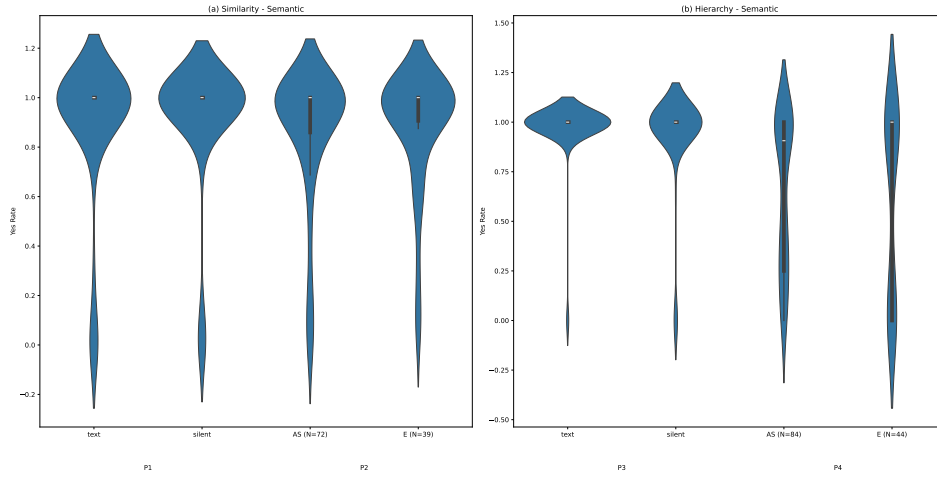 (a) Similarity - Semantic
Yes Rate
1.2
1.0
0.8
0.6
0.4
0.2
0.0
−0.2
text
silent
AS (N=72)
E (N=39)
P1
P2
(b) Hierarchy - Semantic
Yes Rate
1.50
1.25
1.00
0.75
0.50
0.25
0.00
−0.25
−0.50
text
silent
AS (N=84)
E (N=44)
P3
P4